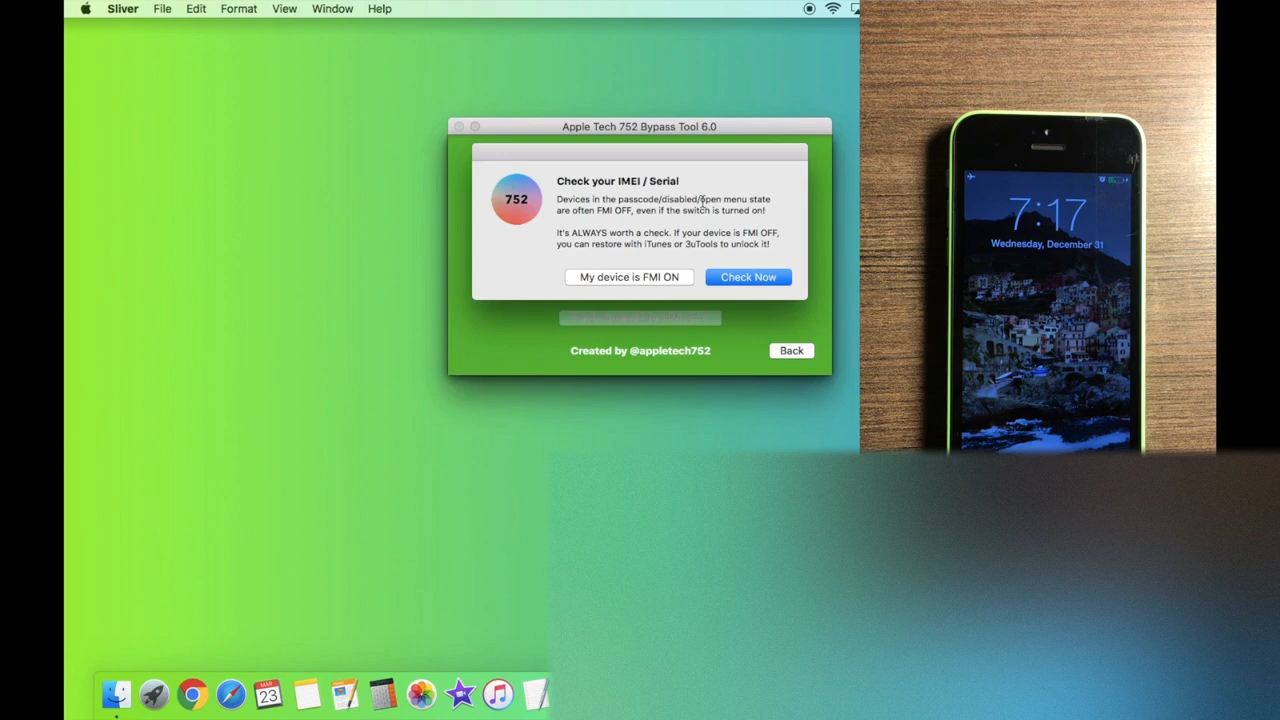 Sliver File Edit Format View Window Help
Apple Tech 752 Bypass Tool 6.0
Check your IMEI / Serial
752
Devices in the passcode/disabled/open menu state
are often FMI OFF, even if the switch is turned on!
It's ALWAYS worth a check. If your device is FMI OFF,
you can restore with iTunes or 3uTools to unlock it!
My device is FMI ON
Check Now
Created by @appletech752
Back
MAR
23
7:17
Wednesday, December 31